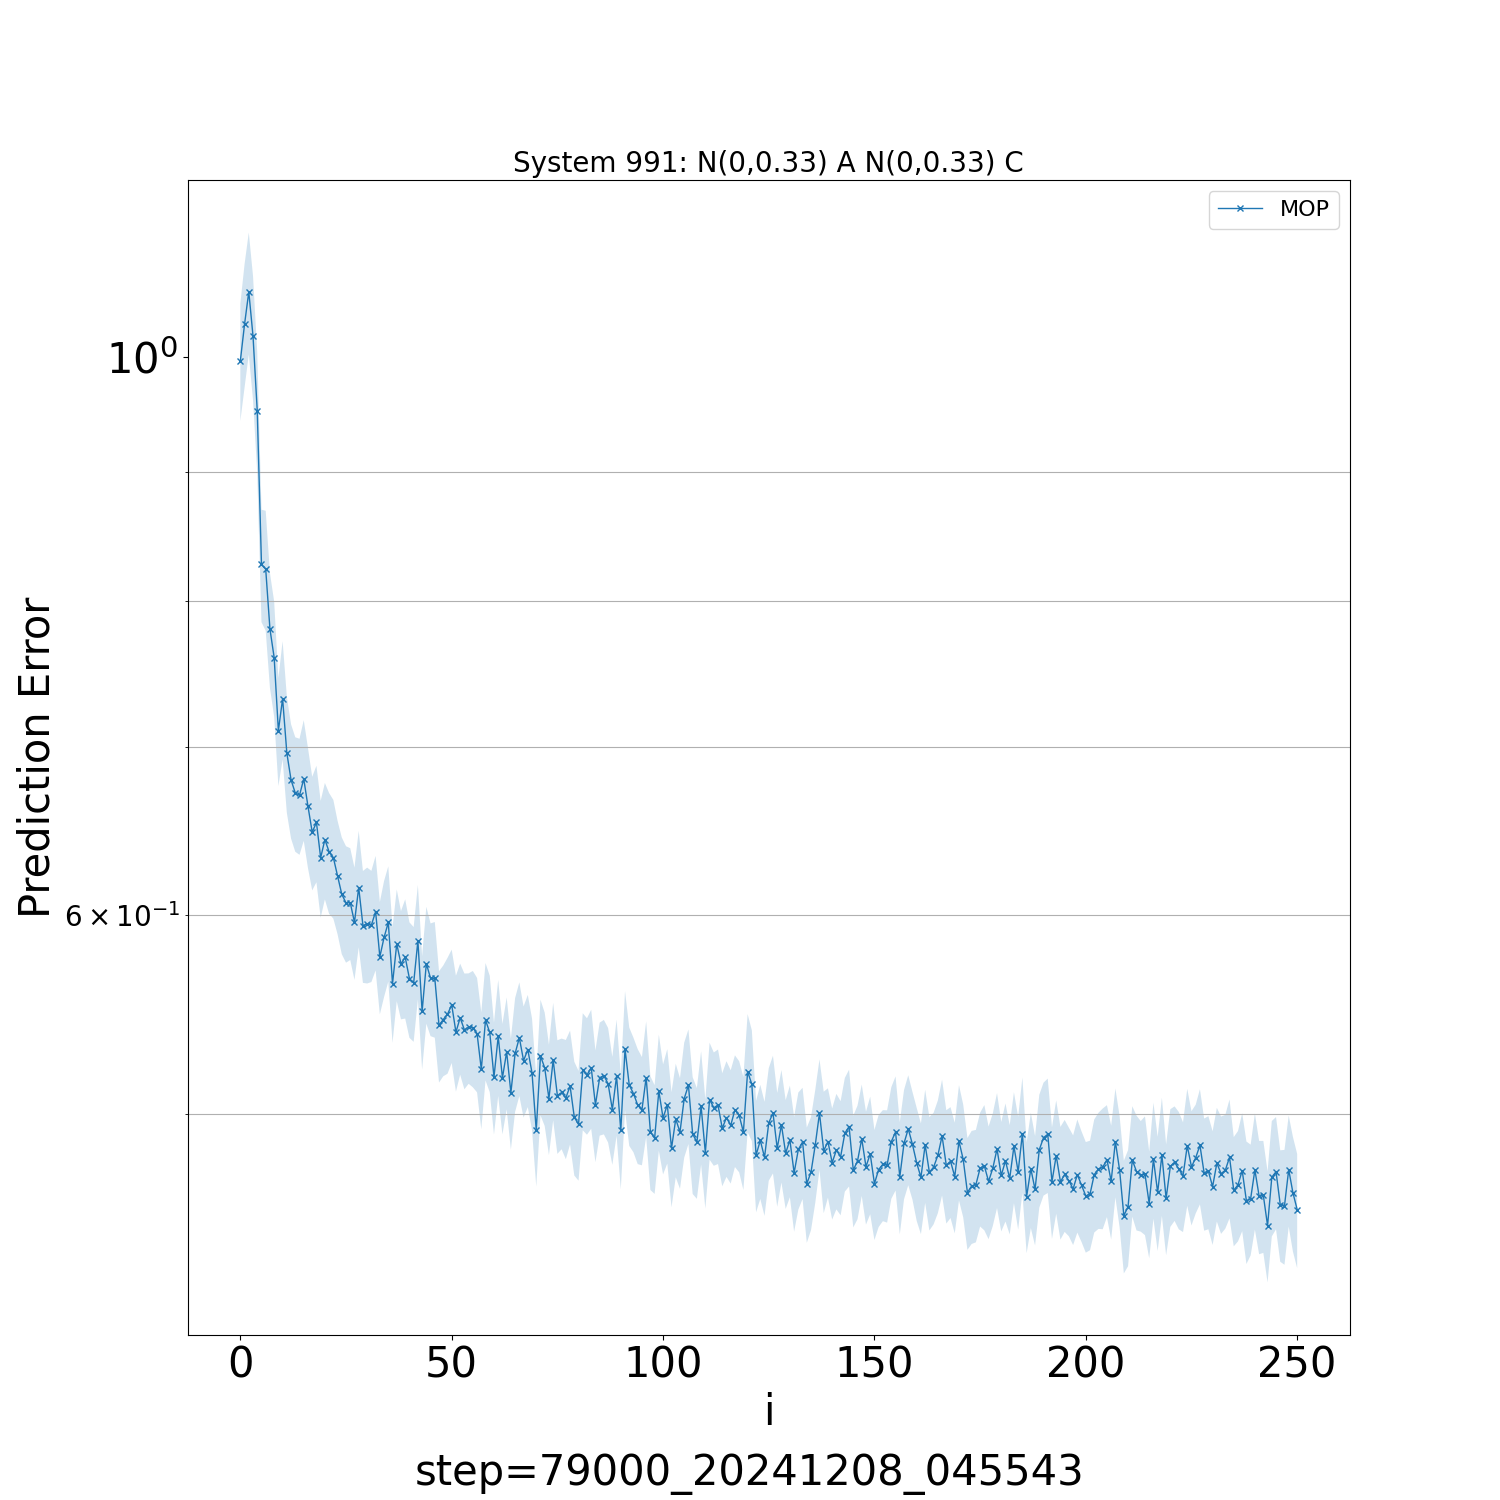 System 991: N(0,0.33) A N(0,0.33) C
MOP
10⁰
6 × 10⁻¹
Prediction Error
0 50 100 150 200 250
i
step=79000_20241208_045543